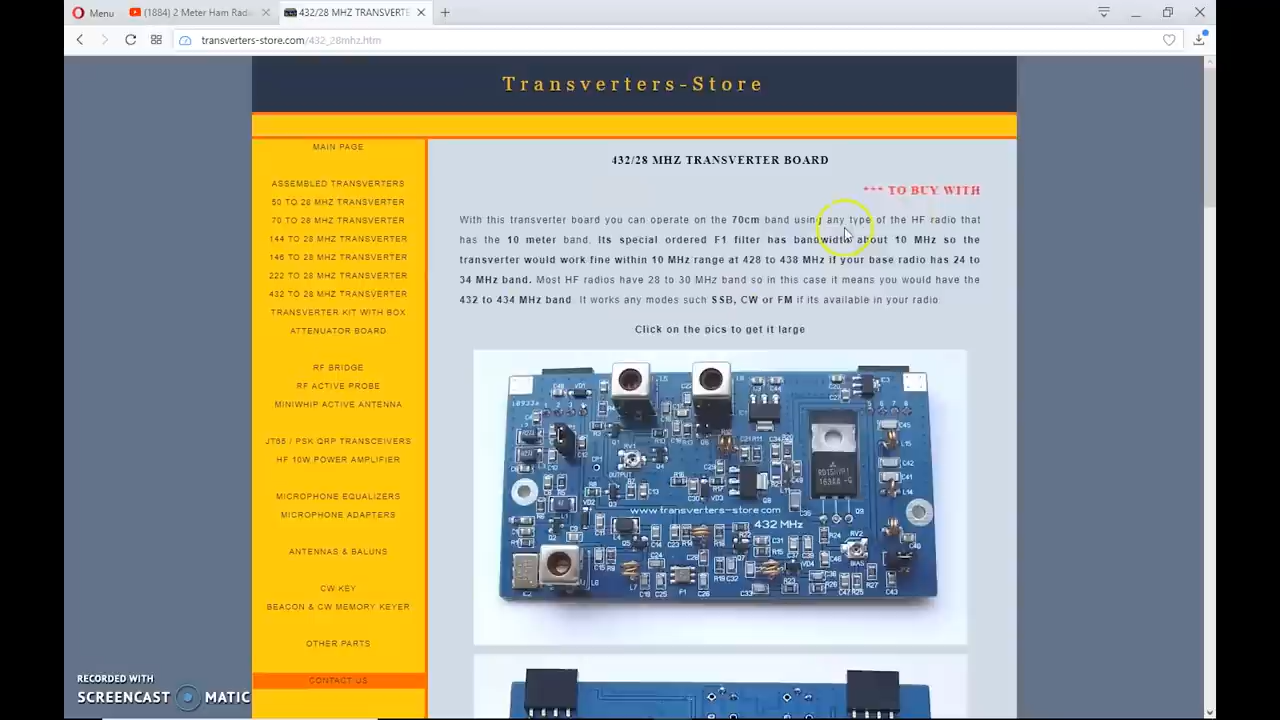 Menu
(1884) 2 Meter Ham Radi
432/28 MHZ TRANSVERTE
transverters-store.com/432_28mhz.htm
Transverters-Store
MAIN PAGE
ASSEMBLED TRANSVERTERS
50 TO 28 MHZ TRANSVERTER
70 TO 28 MHZ TRANSVERTER
144 TO 28 MHZ TRANSVERTER
146 TO 28 MHZ TRANSVERTER
222 TO 28 MHZ TRANSVERTER
432 TO 28 MHZ TRANSVERTER
TRANSVERTER KIT WITH BOX
ATTENUATOR BOARD
RF BRIDGE
RF ACTIVE PROBE
MINIWHIP ACTIVE ANTENNA
JT65 / PSK QRP TRANSCEIVERS
HF 10W POWER AMPLIFIER
MICROPHONE EQUALIZERS
MICROPHONE ADAPTERS
ANTENNAS & BALUNS
CW KEY
BEACON & CW MEMORY KEYER
OTHER PARTS
CONTACT US
432/28 MHZ TRANSVERTER BOARD
*** TO BUY WITH
With this transverter board you can operate on the 70cm band using any type of the HF radio that
has the 10 meter band. Its special ordered F1 filter has bandwidth about 10 MHz so the
transverter would work fine within 10 MHz range at 428 to 438 MHz if your base radio has 24 to
34 MHz band. Most HF radios have 28 to 30 MHz band so in this case it means you would have the
432 to 434 MHz band. It works any modes such SSB, CW or FM if its available in your radio
Click on the pics to get it large
OUTPUT
www.transverters-store.com
432 MHz
RV2
BIAS
RECORDED WITH
SCREENCAST MATIC